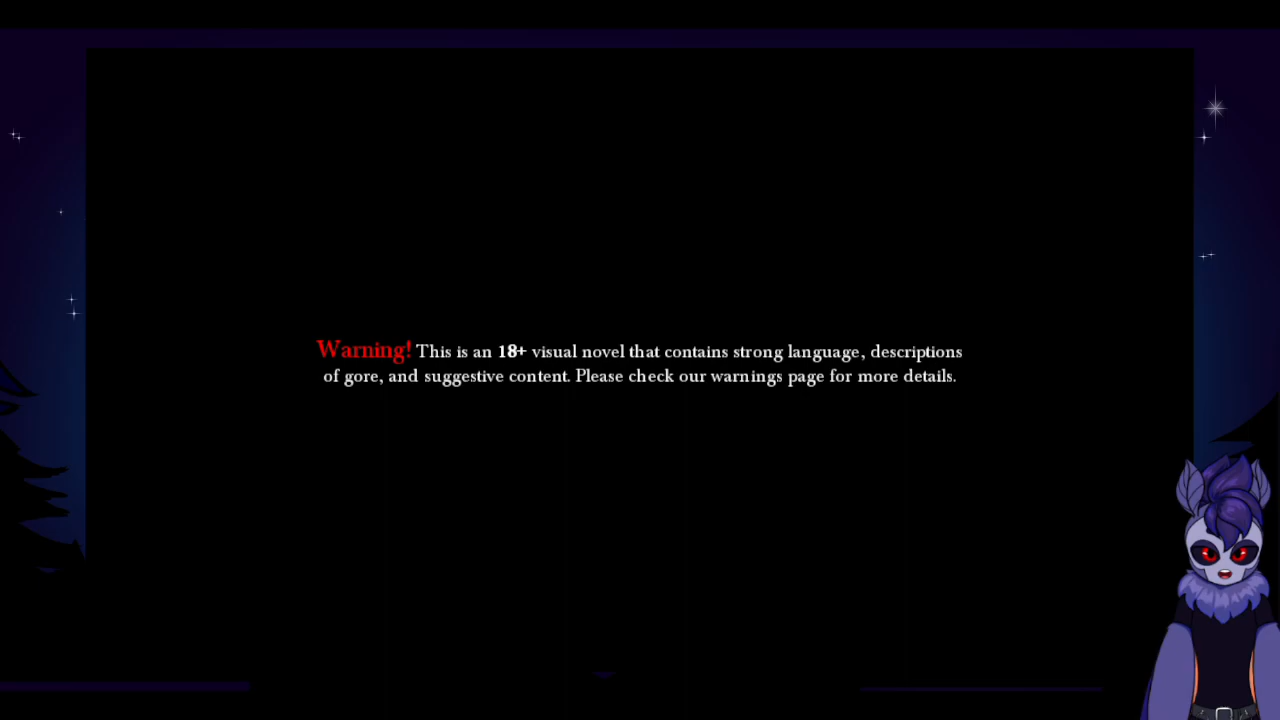 Warning! This is an 18+ visual novel that contains strong language, descriptions
of gore, and suggestive content. Please check our warnings page for more details.